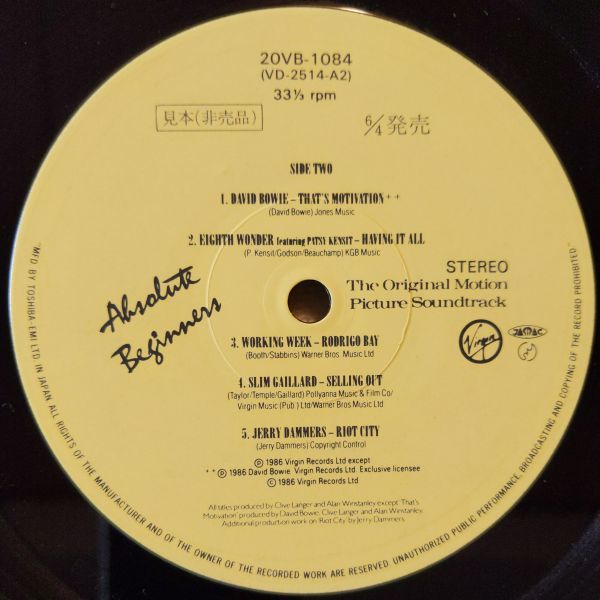 20VB-1084
(VD-2514-A2)
33⅓ rpm
見本(非売品)
6/4発売
SIDE TWO
1. DAVID BOWIE – THAT'S MOTIVATION + +
(David Bowie) Jones Music
2. EIGHTH WONDER featuring PATSY KENSIT – HAVING IT ALL
(P. Kensit/Godson/Beauchamp) KGB Music
Absolute
Beginners
STEREO
The Original Motion
Picture Soundtrack
Virgin
JASRAC
3. WORKING WEEK – RODRIGO BAY
(Booth/Stabbins) Warner Bros. Music Ltd
4. SLIM GAILLARD – SELLING OUT
(Taylor/Temple/Gaillard) Pollyanna Music & Film Co/
Virgin Music (Pub) Ltd/Warner Bros Music Ltd
5. JERRY DAMMERS – RIOT CITY
(Jerry Dammers) Copyright Control
℗ 1986 Virgin Records Ltd except
+ + ℗ 1986 David Bowie. Virgin Records Ltd. Exclusive licensee
© 1986 Virgin Records Ltd.
All titles produced by Clive Langer and Alan Winstanley except 'That's
Motivation' produced by David Bowie, Clive Langer and Alan Winstanley.
Additional production work on 'Riot City' by Jerry Dammers.
"MFD BY TOSHIBA-EMI LTD IN JAPAN ALL RIGHTS OF THE MANUFACTURER AND OF THE OWNER OF THE RECORDED WORK ARE RESERVED. UNAUTHORIZED PUBLIC PERFORMANCE, BROADCASTING AND COPYING OF THE RECORD PROHIBITED"